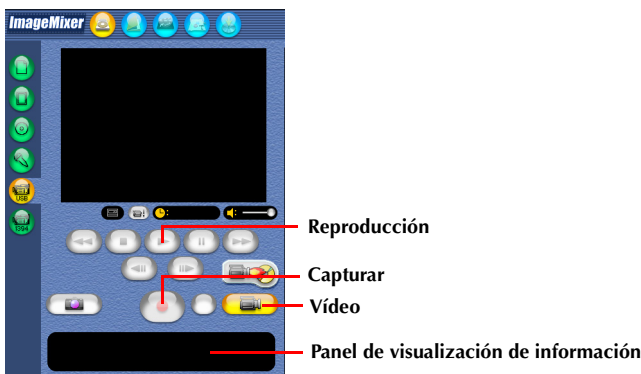 ImageMixer
USB
1394
Reproducción
Capturar
Vídeo
Panel de visualización de información